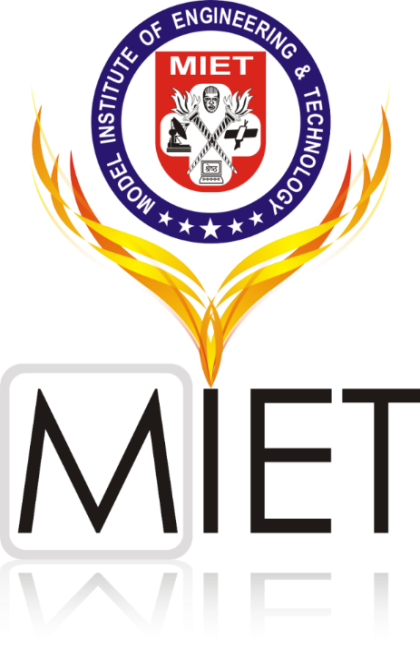 MODEL INSTITUTE OF ENGINEERING & TECHNOLOGY
MIET
MIET